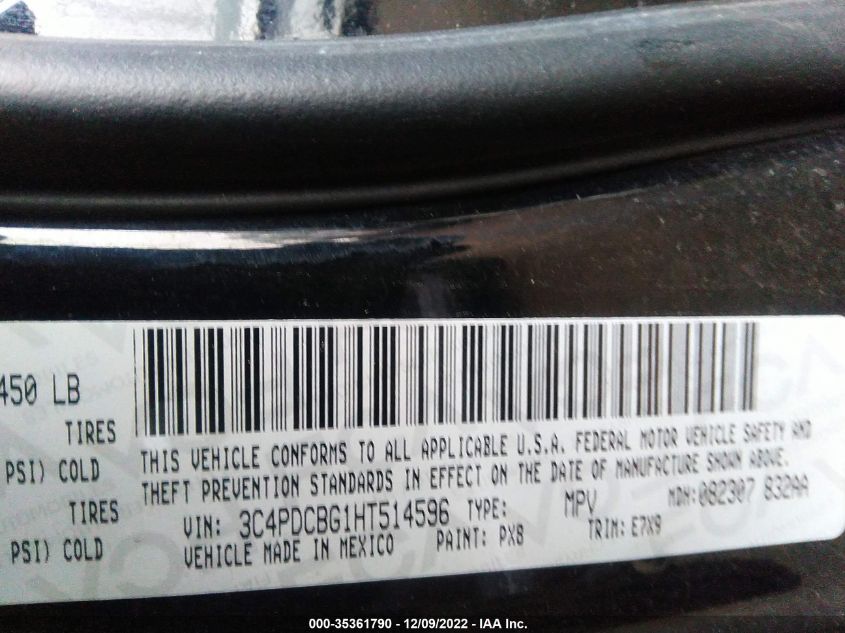 450 LB
TIRES
PSI) COLD
TIRES
PSI) COLD
THIS VEHICLE CONFORMS TO ALL APPLICABLE U.S.A. FEDERAL MOTOR VEHICLE SAFETY AND
THEFT PREVENTION STANDARDS IN EFFECT ON THE DATE OF MANUFACTURE SHOWN ABOVE.
VIN: 3C4PDCBG1HT514596 TYPE: MPV MDH:082307 832AA
VEHICLE MADE IN MEXICO PAINT: PX8 TRIM: E7X9
000-35361790 - 12/09/2022 - IAA Inc.